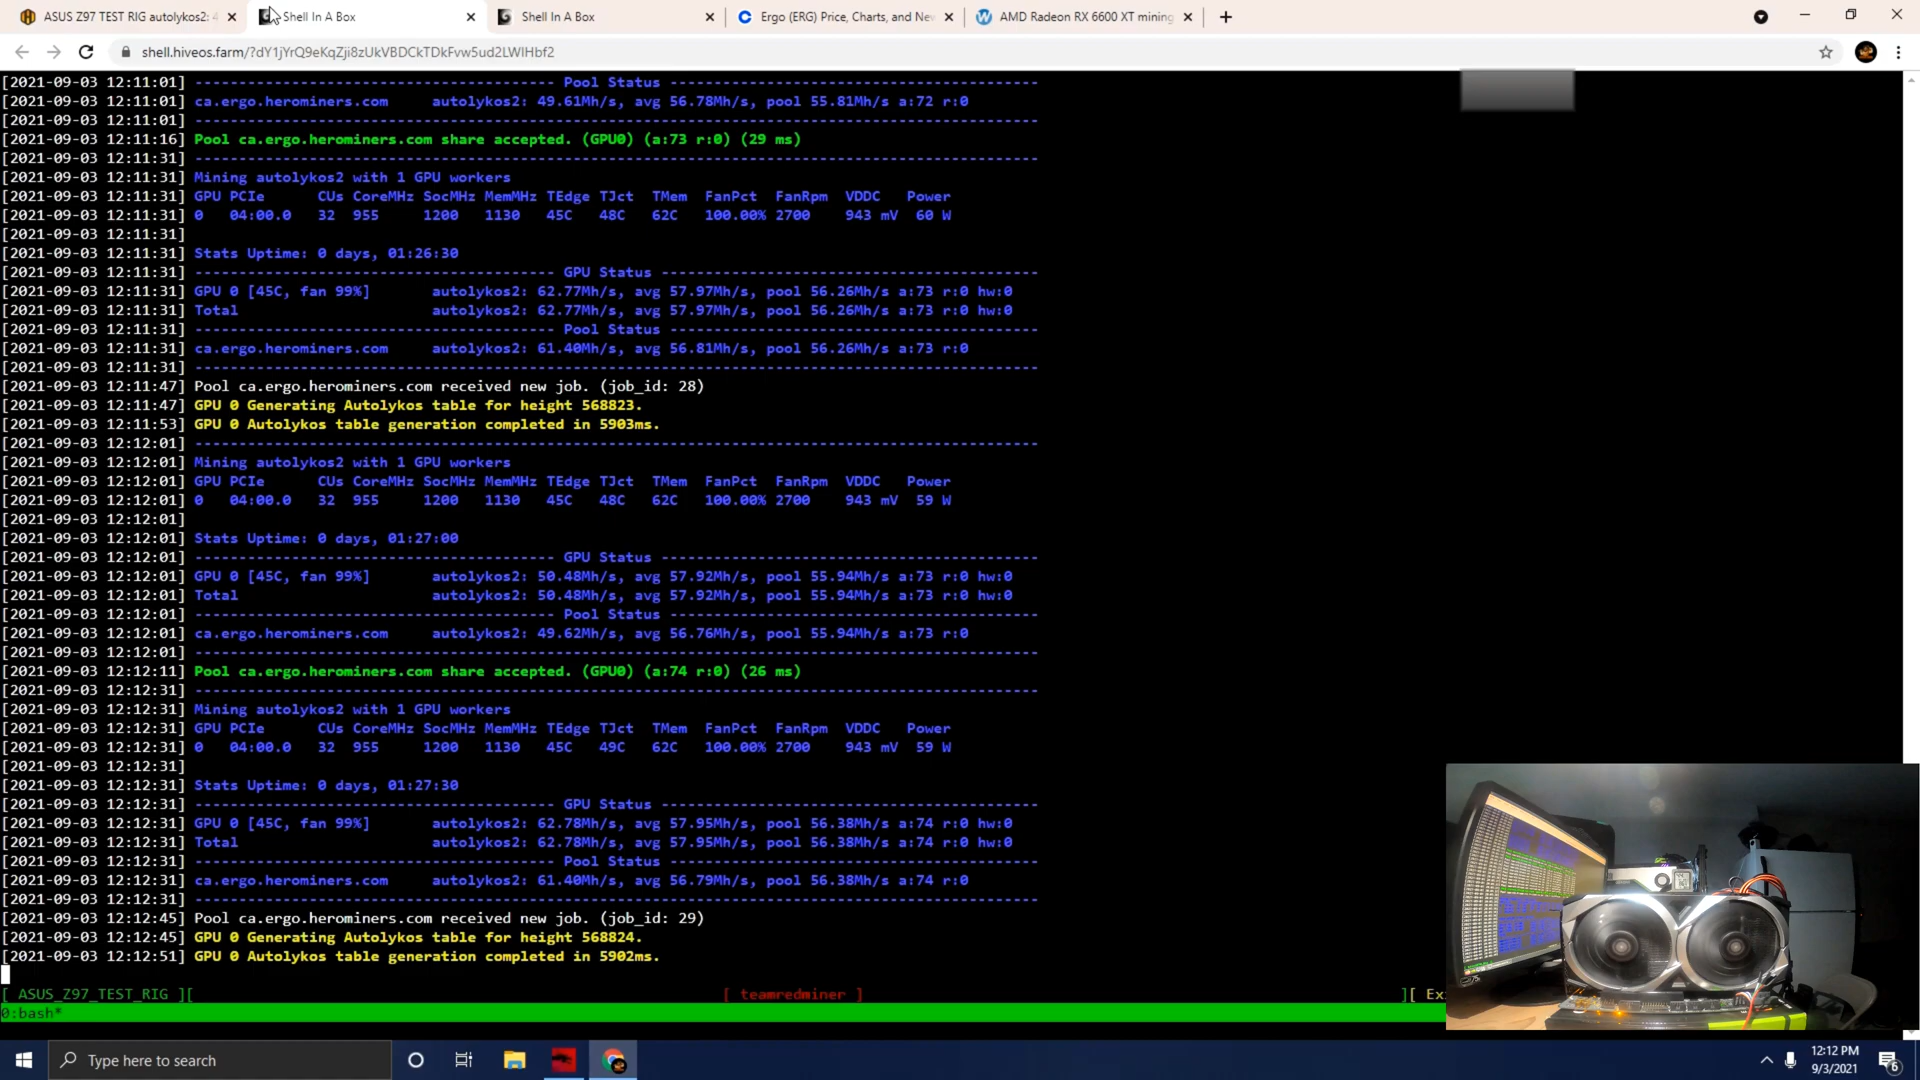 ASUS Z97 TEST RIG autolykos2: 4
Shell In A Box
Shell In A Box
Ergo (ERG) Price, Charts, and Ne
AMD Radeon RX 6600 XT mining
shell.hiveos.farm/?dY1jYrQ9eKqZji8zUkVBDCkTDkFvw5ud2LWIHbf2
[2021-09-03 12:11:01] ----------------------------------------- Pool Status ------------------------------------------
[2021-09-03 12:11:01] ca.ergo.herominers.com autolykos2: 49.61Mh/s, avg 56.78Mh/s, pool 55.81Mh/s a:72 r:0
[2021-09-03 12:11:01] ------------------------------------------------------------------------------------------------
[2021-09-03 12:11:16] Pool ca.ergo.herominers.com share accepted. (GPU0) (a:73 r:0) (29 ms)
[2021-09-03 12:11:31] ------------------------------------------------------------------------------------------------
[2021-09-03 12:11:31] Mining autolykos2 with 1 GPU workers
[2021-09-03 12:11:31] GPU PCIe CUs CoreMHz SocMHz MemMHz TEdge TJct TMem FanPct FanRpm VDDC Power
[2021-09-03 12:11:31] 0 04:00.0 32 955 1200 1130 45C 48C 62C 100.00% 2700 943 mV 60 W
[2021-09-03 12:11:31]
[2021-09-03 12:11:31] Stats Uptime: 0 days, 01:26:30
[2021-09-03 12:11:31] ----------------------------------------- GPU Status -------------------------------------------
[2021-09-03 12:11:31] GPU 0 [45C, fan 99%] autolykos2: 62.77Mh/s, avg 57.97Mh/s, pool 56.26Mh/s a:73 r:0 hw:0
[2021-09-03 12:11:31] Total autolykos2: 62.77Mh/s, avg 57.97Mh/s, pool 56.26Mh/s a:73 r:0 hw:0
[2021-09-03 12:11:31] ----------------------------------------- Pool Status ------------------------------------------
[2021-09-03 12:11:31] ca.ergo.herominers.com autolykos2: 61.40Mh/s, avg 56.81Mh/s, pool 56.26Mh/s a:73 r:0
[2021-09-03 12:11:31] ------------------------------------------------------------------------------------------------
[2021-09-03 12:11:47] Pool ca.ergo.herominers.com received new job. (job_id: 28)
[2021-09-03 12:11:47] GPU 0 Generating Autolykos table for height 568823.
[2021-09-03 12:11:53] GPU 0 Autolykos table generation completed in 5903ms.
[2021-09-03 12:12:01] ------------------------------------------------------------------------------------------------
[2021-09-03 12:12:01] Mining autolykos2 with 1 GPU workers
[2021-09-03 12:12:01] GPU PCIe CUs CoreMHz SocMHz MemMHz TEdge TJct TMem FanPct FanRpm VDDC Power
[2021-09-03 12:12:01] 0 04:00.0 32 955 1200 1130 45C 48C 62C 100.00% 2700 943 mV 59 W
[2021-09-03 12:12:01]
[2021-09-03 12:12:01] Stats Uptime: 0 days, 01:27:00
[2021-09-03 12:12:01] ----------------------------------------- GPU Status -------------------------------------------
[2021-09-03 12:12:01] GPU 0 [45C, fan 99%] autolykos2: 50.48Mh/s, avg 57.92Mh/s, pool 55.94Mh/s a:73 r:0 hw:0
[2021-09-03 12:12:01] Total autolykos2: 50.48Mh/s, avg 57.92Mh/s, pool 55.94Mh/s a:73 r:0 hw:0
[2021-09-03 12:12:01] ----------------------------------------- Pool Status ------------------------------------------
[2021-09-03 12:12:01] ca.ergo.herominers.com autolykos2: 49.62Mh/s, avg 56.76Mh/s, pool 55.94Mh/s a:73 r:0
[2021-09-03 12:12:01] ------------------------------------------------------------------------------------------------
[2021-09-03 12:12:11] Pool ca.ergo.herominers.com share accepted. (GPU0) (a:74 r:0) (26 ms)
[2021-09-03 12:12:31] ------------------------------------------------------------------------------------------------
[2021-09-03 12:12:31] Mining autolykos2 with 1 GPU workers
[2021-09-03 12:12:31] GPU PCIe CUs CoreMHz SocMHz MemMHz TEdge TJct TMem FanPct FanRpm VDDC Power
[2021-09-03 12:12:31] 0 04:00.0 32 955 1200 1130 45C 49C 62C 100.00% 2700 943 mV 59 W
[2021-09-03 12:12:31]
[2021-09-03 12:12:31] Stats Uptime: 0 days, 01:27:30
[2021-09-03 12:12:31] ----------------------------------------- GPU Status -------------------------------------------
[2021-09-03 12:12:31] GPU 0 [45C, fan 99%] autolykos2: 62.78Mh/s, avg 57.95Mh/s, pool 56.38Mh/s a:74 r:0 hw:0
[2021-09-03 12:12:31] Total autolykos2: 62.78Mh/s, avg 57.95Mh/s, pool 56.38Mh/s a:74 r:0 hw:0
[2021-09-03 12:12:31] ----------------------------------------- Pool Status ------------------------------------------
[2021-09-03 12:12:31] ca.ergo.herominers.com autolykos2: 61.40Mh/s, avg 56.79Mh/s, pool 56.38Mh/s a:74 r:0
[2021-09-03 12:12:31] ------------------------------------------------------------------------------------------------
[2021-09-03 12:12:45] Pool ca.ergo.herominers.com received new job. (job_id: 29)
[2021-09-03 12:12:45] GPU 0 Generating Autolykos table for height 568824.
[2021-09-03 12:12:51] GPU 0 Autolykos table generation completed in 5902ms.
[ ASUS_Z97_TEST_RIG ][ [ teamredminer ] ][ Ex
0:bash*
Type here to search
12:12 PM
9/3/2021
6